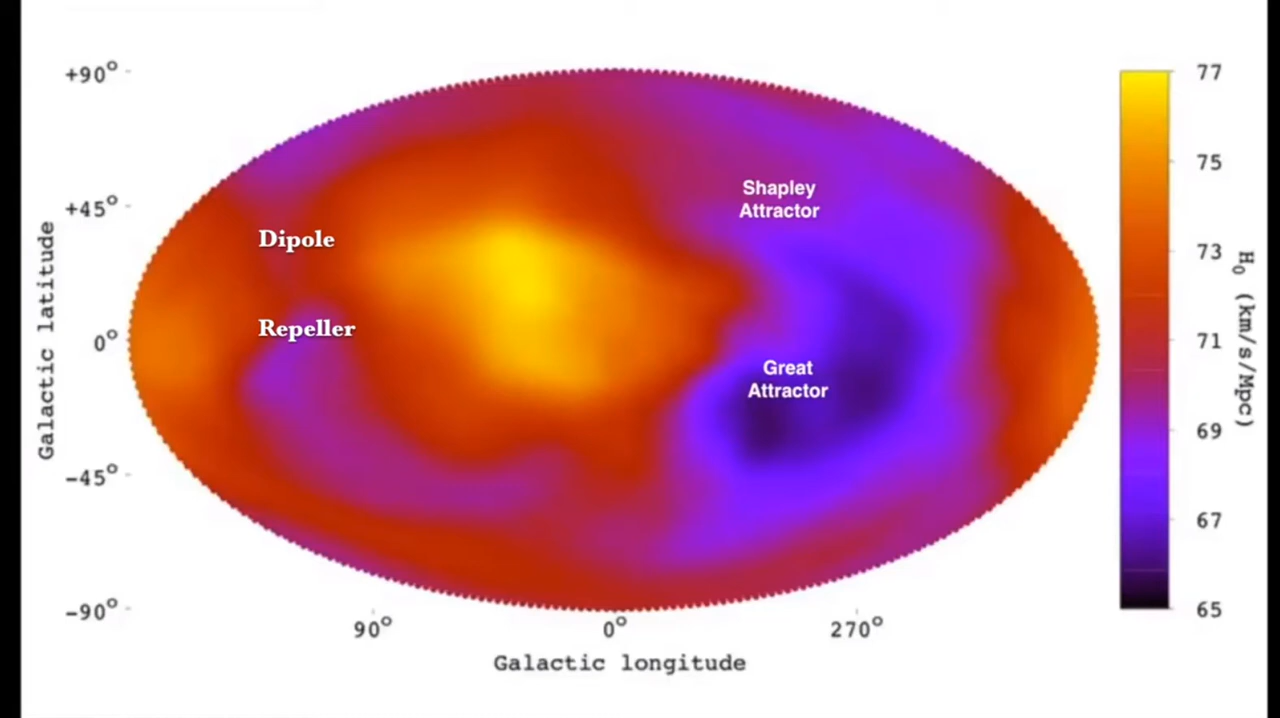 +90°
+45°
0°
-45°
-90°
Galactic latitude
Dipole
Repeller
Shapley
Attractor
Great
Attractor
90°
0°
270°
Galactic longitude
77
75
73
71
69
67
65
H₀ (km/s/Mpc)